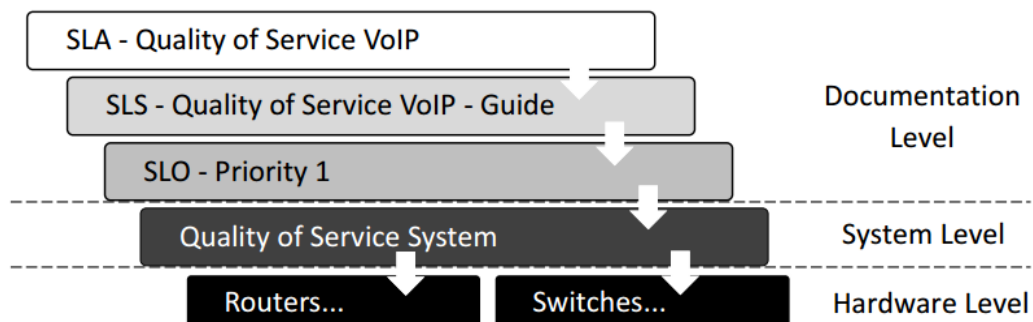 SLA - Quality of Service VoIP
SLS - Quality of Service VoIP - Guide
SLO - Priority 1
Documentation
Level
Quality of Service System
System Level
Routers...
Switches...
Hardware Level